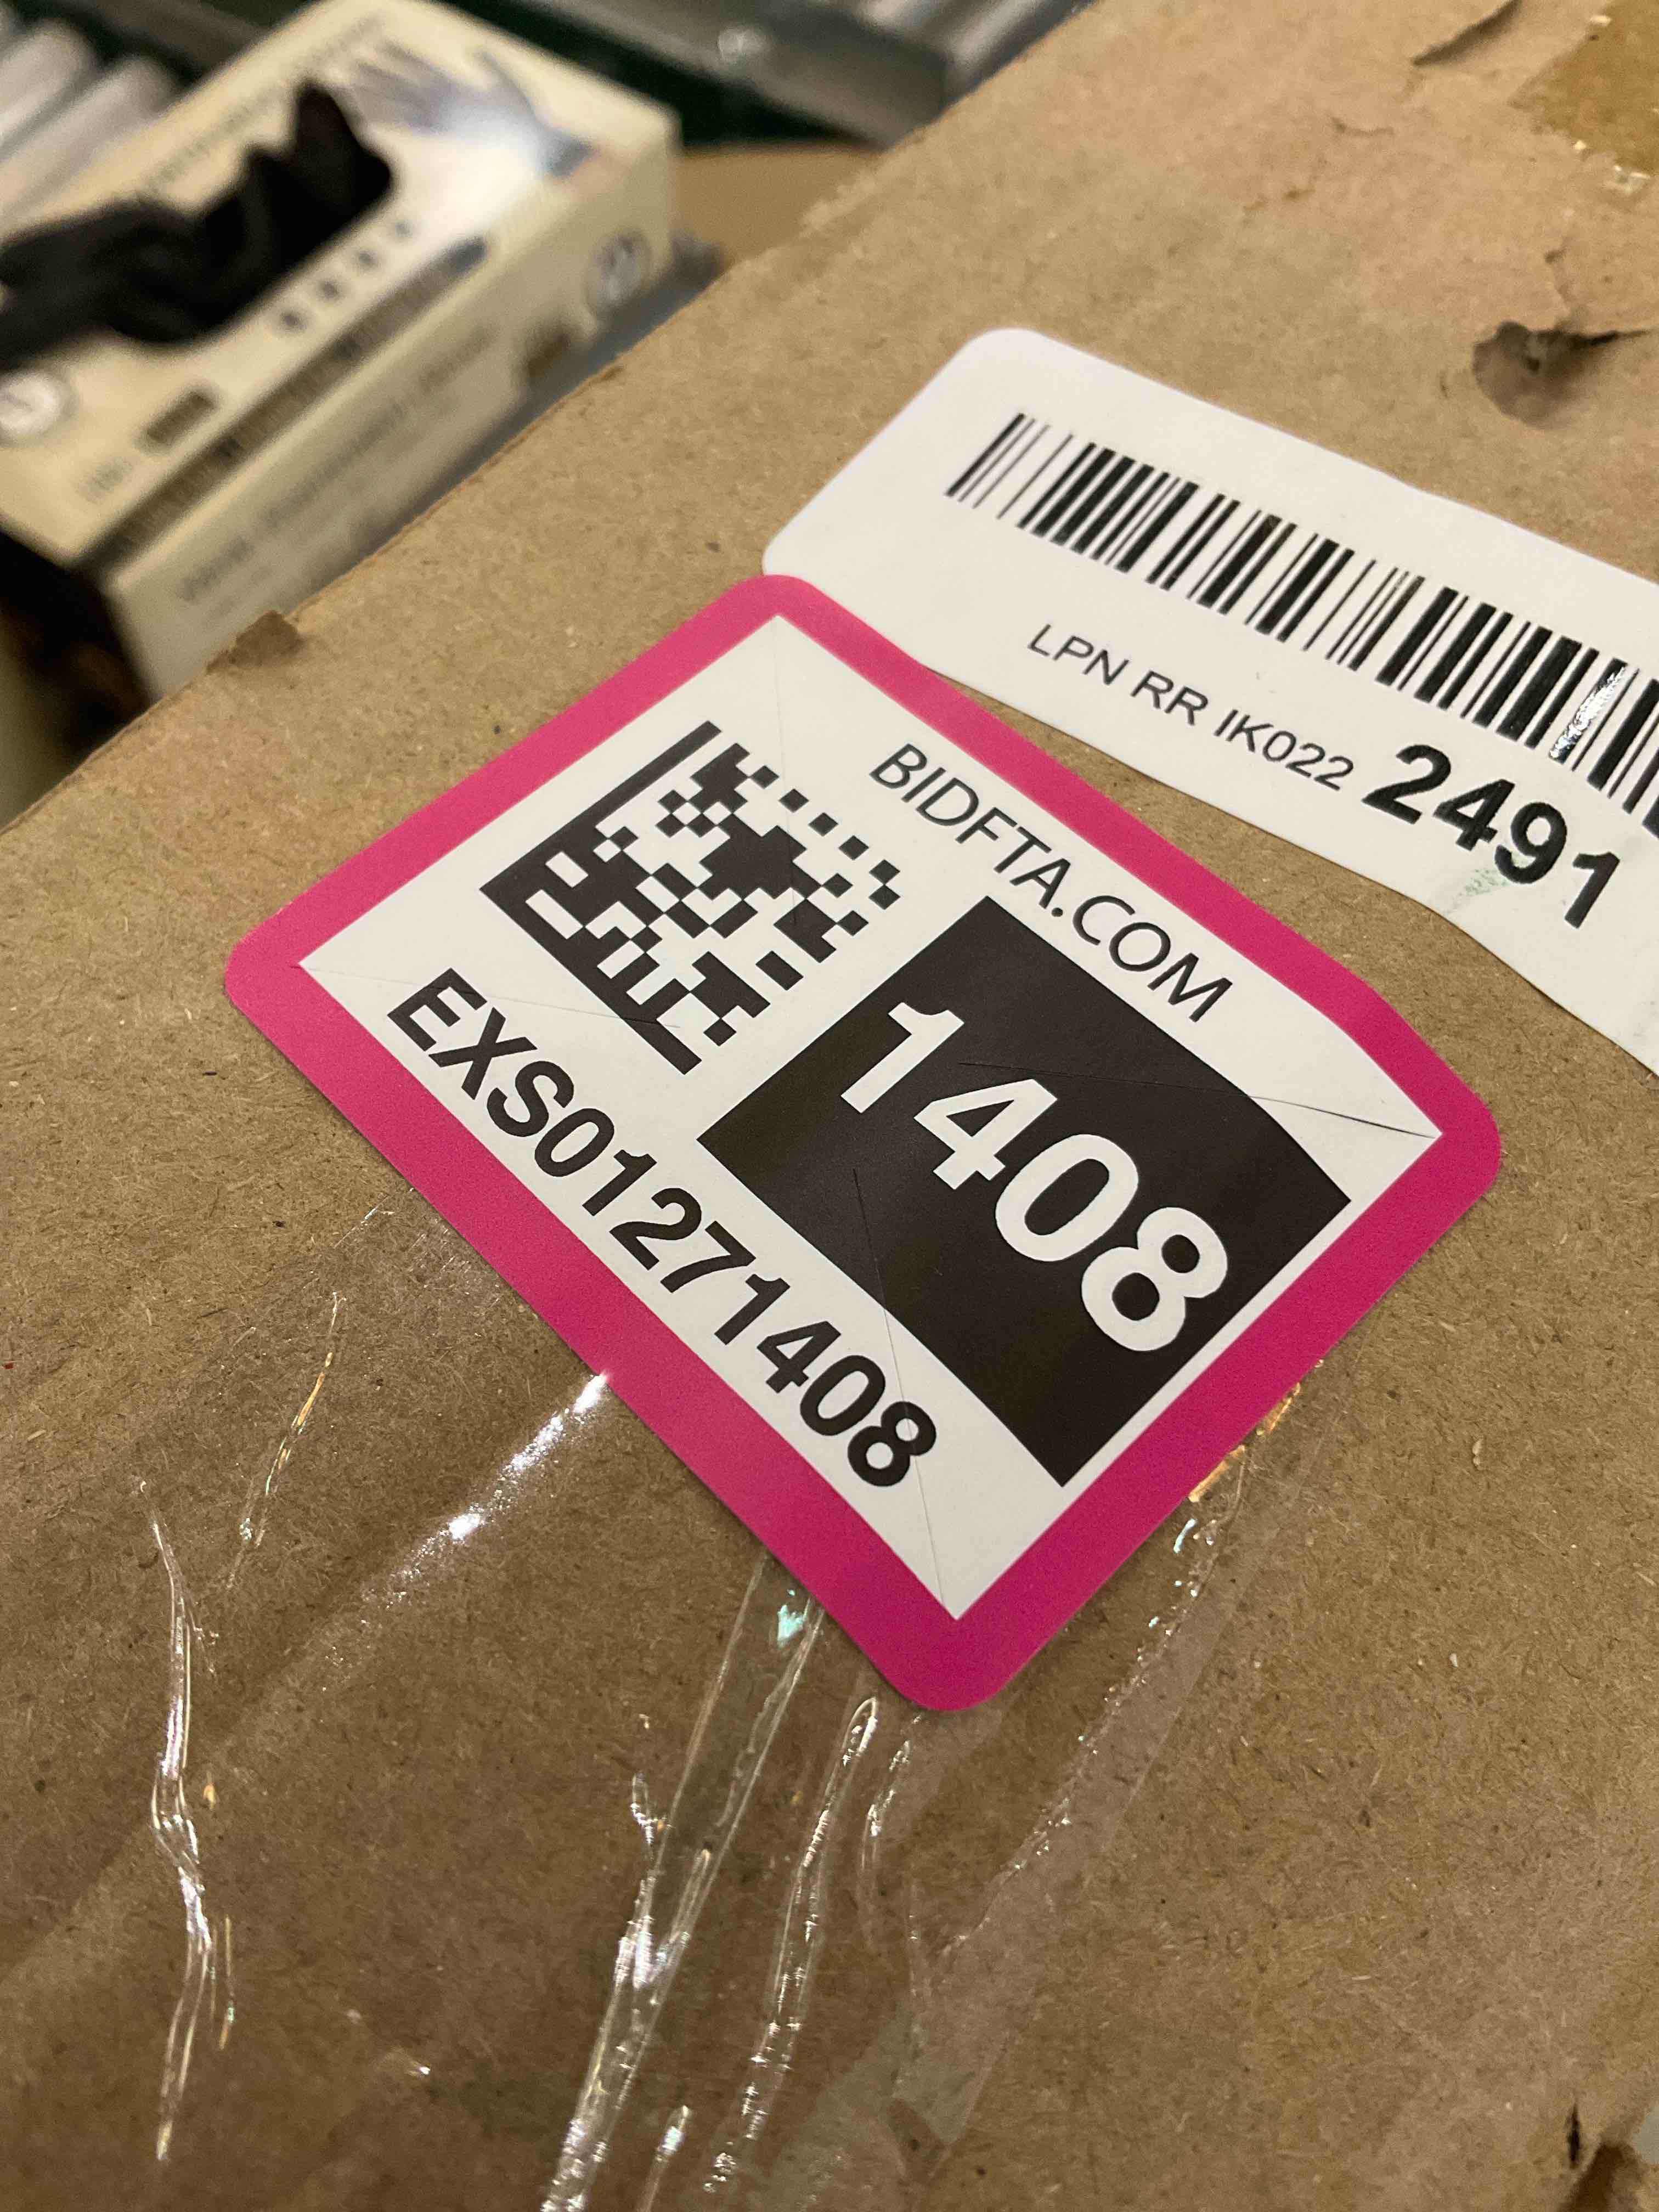 LPN RR IK022 2491
BIDFTA.COM
1408
EXS01271408